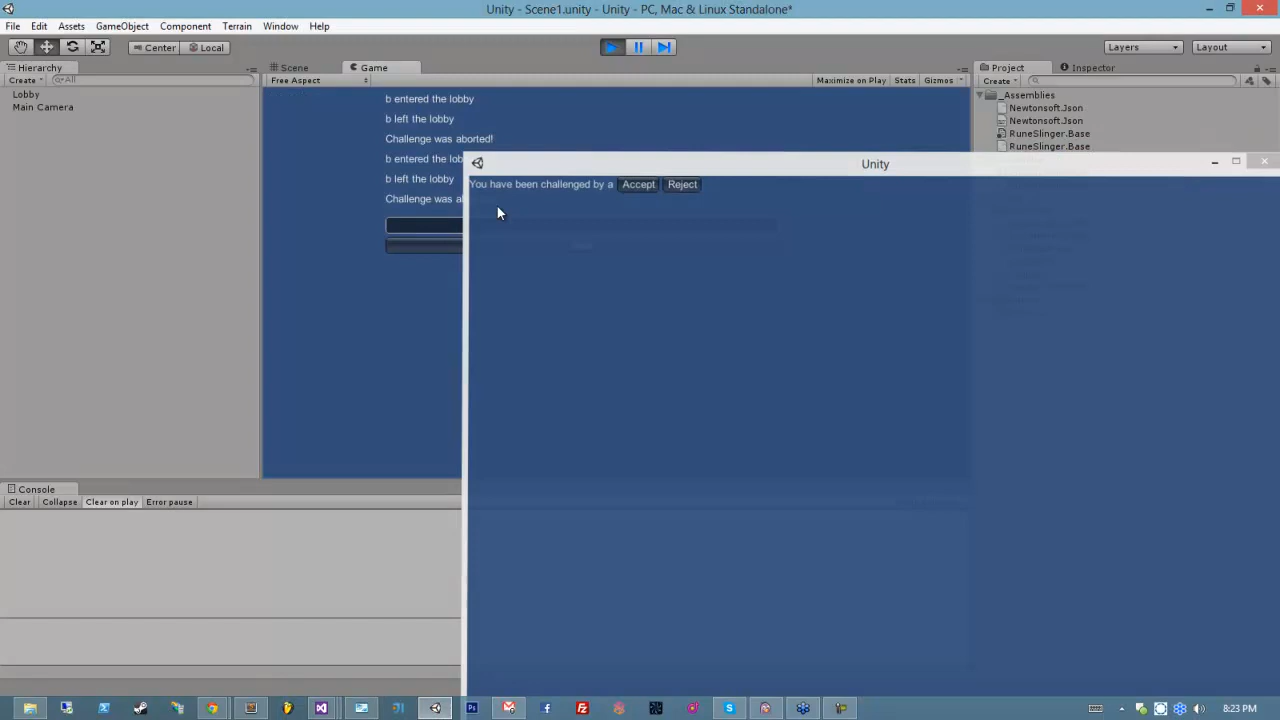 Unity - Scene1.unity - Unity - PC, Mac & Linux Standalone*
File Edit Assets GameObject Component Terrain Window Help
Center Local Layers Layout
Hierarchy Scene Game Project Inspector
Create All Free Aspect Maximize on Play Stats Gizmos Create
Lobby
Main Camera
b entered the lobby
b left the lobby
Challenge was aborted!
b entered the lob
b left the lobby
Challenge was ab
_Assemblies
Newtonsoft.Json
Newtonsoft.Json
RuneSlinger.Base
RuneSlinger.Base
Unity
You have been challenged by a Accept Reject
Console
Clear Collapse Clear on play Error pause
8:23 PM